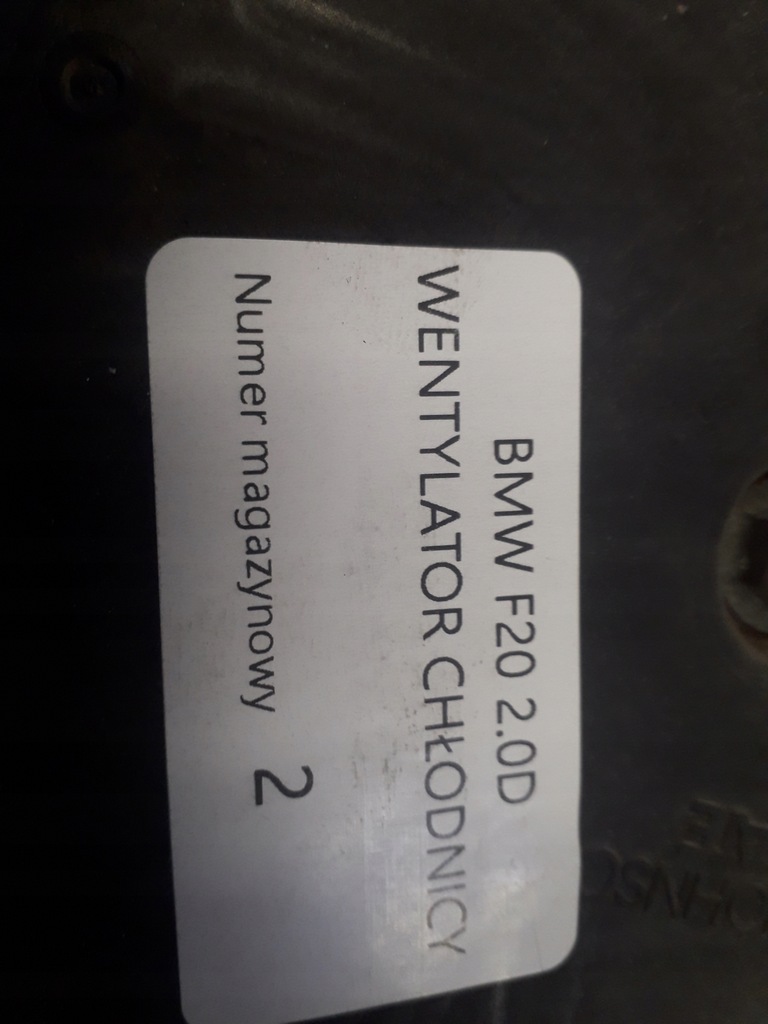 BMW F20 2.0D
WENTYLATOR CHŁODNICY
Numer magazynowy 2